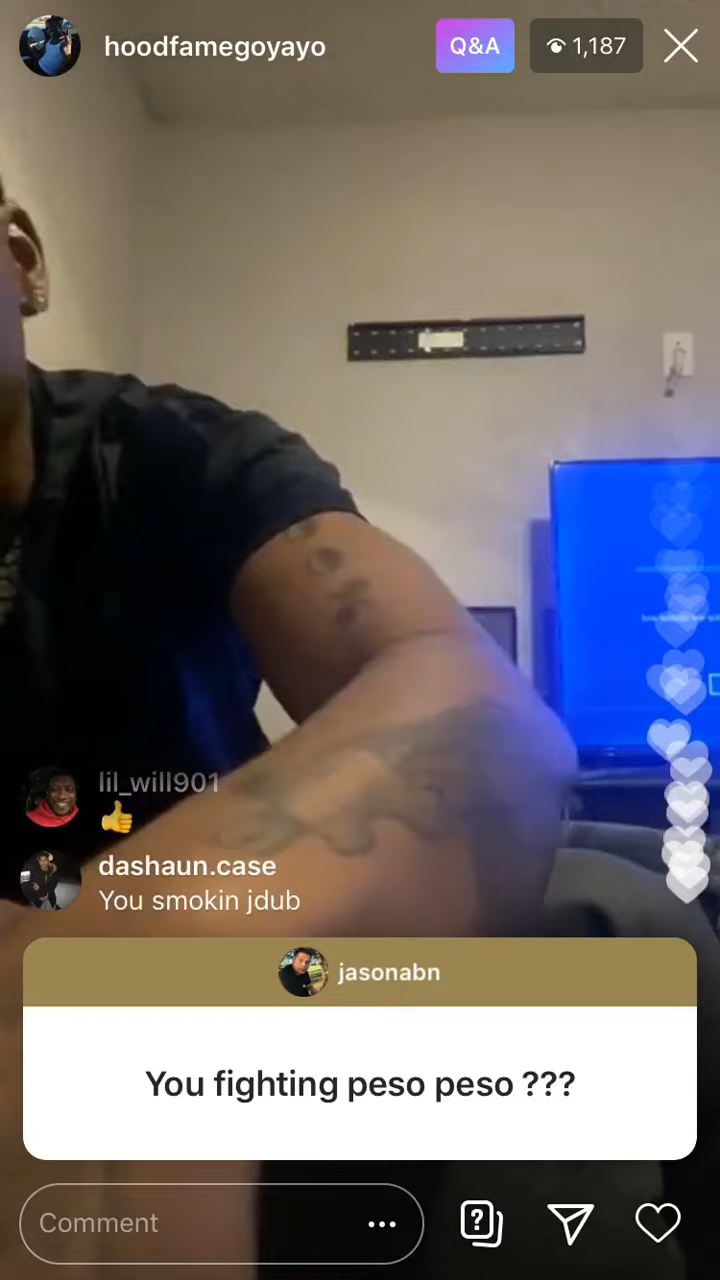 hoodfamegoyayo
Q&A
1,187
lil_will901
👍
dashaun.case
You smokin jdub
jasonabn
You fighting peso peso ???
Comment